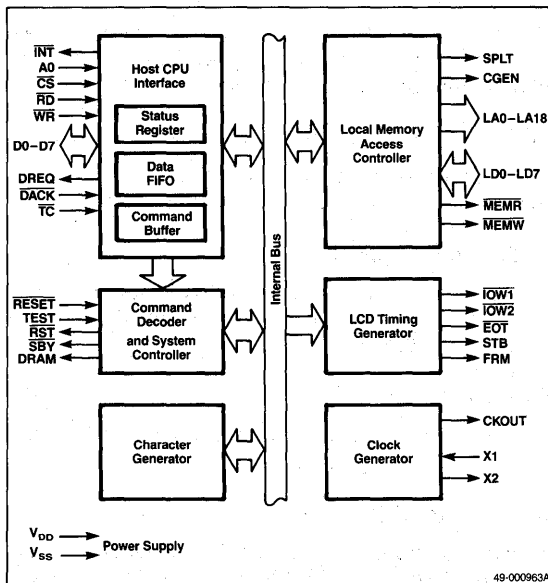 INT
A0
CS
RD
WR
D0–D7
DREQ
DACK
TC
Host CPU
Interface
Status
Register
Data
FIFO
Command
Buffer
RESET
TEST
RST
SBY
DRAM
Command
Decoder
and System
Controller
Character
Generator
Internal Bus
Local Memory
Access
Controller
SPLT
CGEN
LA0–LA18
LD0–LD7
MEMR
MEMW
LCD Timing
Generator
IOW1
IOW2
EOT
STB
FRM
Clock
Generator
CKOUT
X1
X2
VDD
VSS
Power Supply
49-000963A